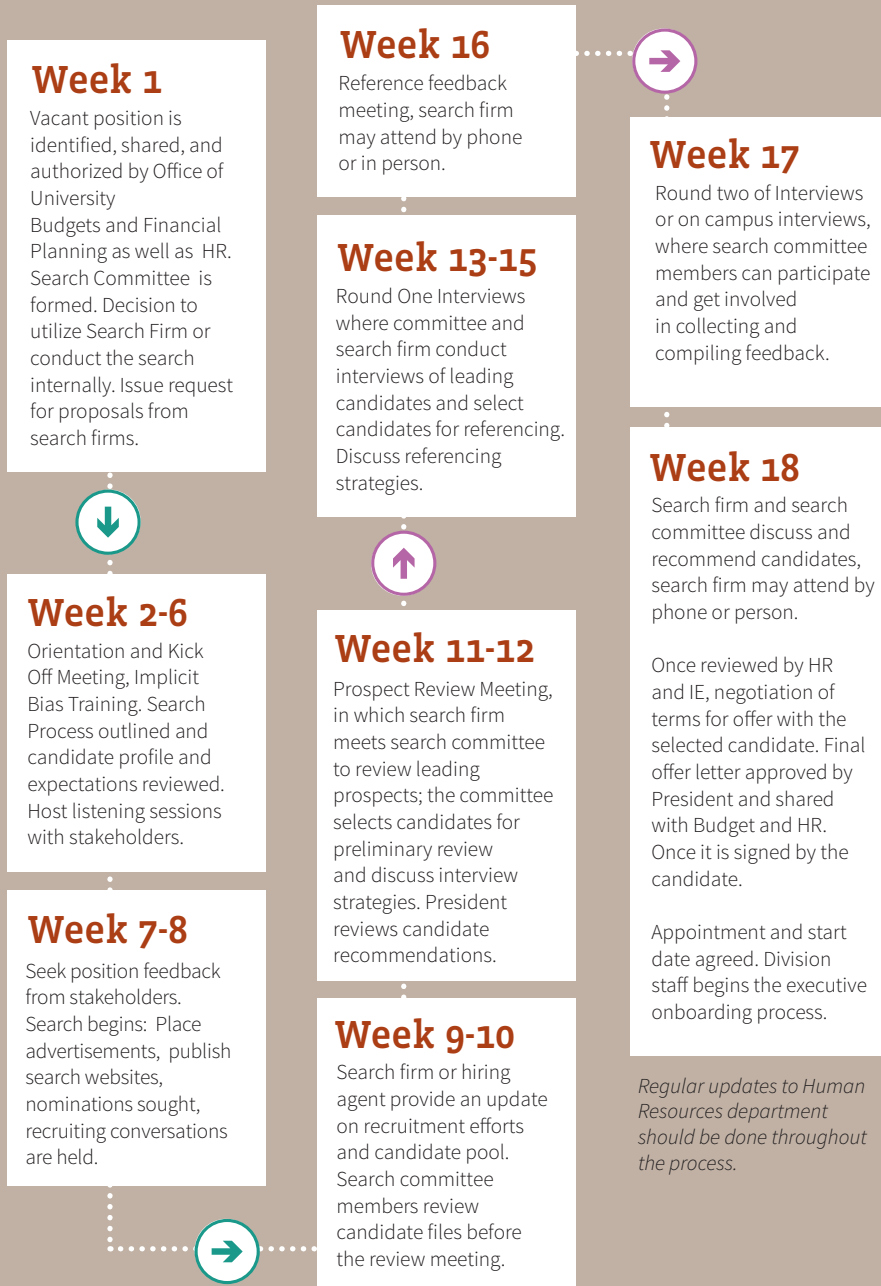 Week 1
Vacant position is
identified, shared, and
authorized by Office of
University
Budgets and Financial
Planning as well as HR.
Search Committee is
formed. Decision to
utilize Search Firm or
conduct the search
internally. Issue request
for proposals from
search firms.
Week 2-6
Orientation and Kick
Off Meeting, Implicit
Bias Training. Search
Process outlined and
candidate profile and
expectations reviewed.
Host listening sessions
with stakeholders.
Week 7-8
Seek position feedback
from stakeholders.
Search begins: Place
advertisements, publish
search websites,
nominations sought,
recruiting conversations
are held.
Week 9-10
Search firm or hiring
agent provide an update
on recruitment efforts
and candidate pool.
Search committee
members review
candidate files before
the review meeting.
Week 11-12
Prospect Review Meeting,
in which search firm
meets search committee
to review leading
prospects; the committee
selects candidates for
preliminary review
and discuss interview
strategies. President
reviews candidate
recommendations.
Week 13-15
Round One Interviews
where committee and
search firm conduct
interviews of leading
candidates and select
candidates for referencing.
Discuss referencing
strategies.
Week 16
Reference feedback
meeting, search firm
may attend by phone
or in person.
Week 17
Round two of Interviews
or on campus interviews,
where search committee
members can participate
and get involved
in collecting and
compiling feedback.
Week 18
Search firm and search
committee discuss and
recommend candidates,
search firm may attend by
phone or person.
Once reviewed by HR
and IE, negotiation of
terms for offer with the
selected candidate. Final
offer letter approved by
President and shared
with Budget and HR.
Once it is signed by the
candidate.
Appointment and start
date agreed. Division
staff begins the executive
onboarding process.
Regular updates to Human
Resources department
should be done throughout
the process.